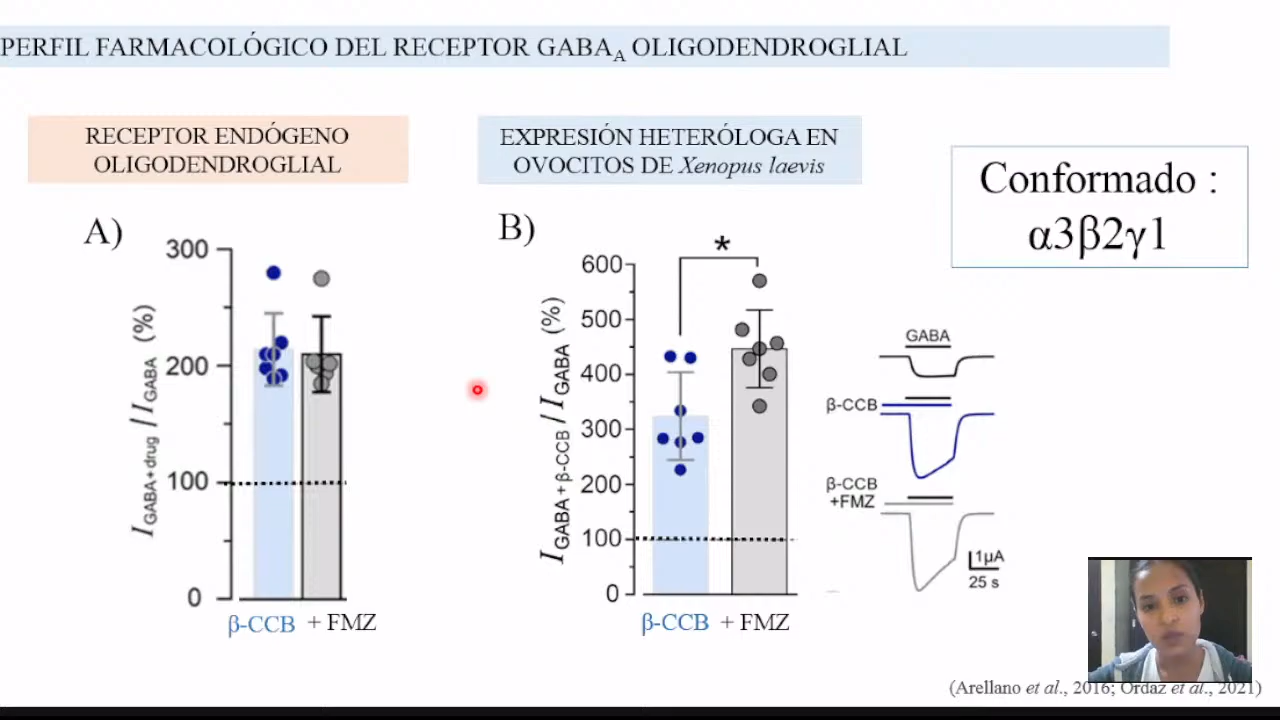 PERFIL FARMACOLÓGICO DEL RECEPTOR GABAA OLIGODENDROGLIAL
RECEPTOR ENDÓGENO
OLIGODENDROGLIAL
EXPRESIÓN HETERÓLOGA EN
OVOCITOS DE Xenopus laevis
Conformado :
α3β2γ1
A)
300
200
100
0
IGABA+drug / IGABA (%)
β-CCB + FMZ
B)
*
600
500
400
300
200
100
0
IGABA+β-CCB / IGABA (%)
β-CCB + FMZ
GABA
β-CCB
β-CCB
+FMZ
1μA
25 s
(Arellano et al., 2016; Ordaz et al., 2021)